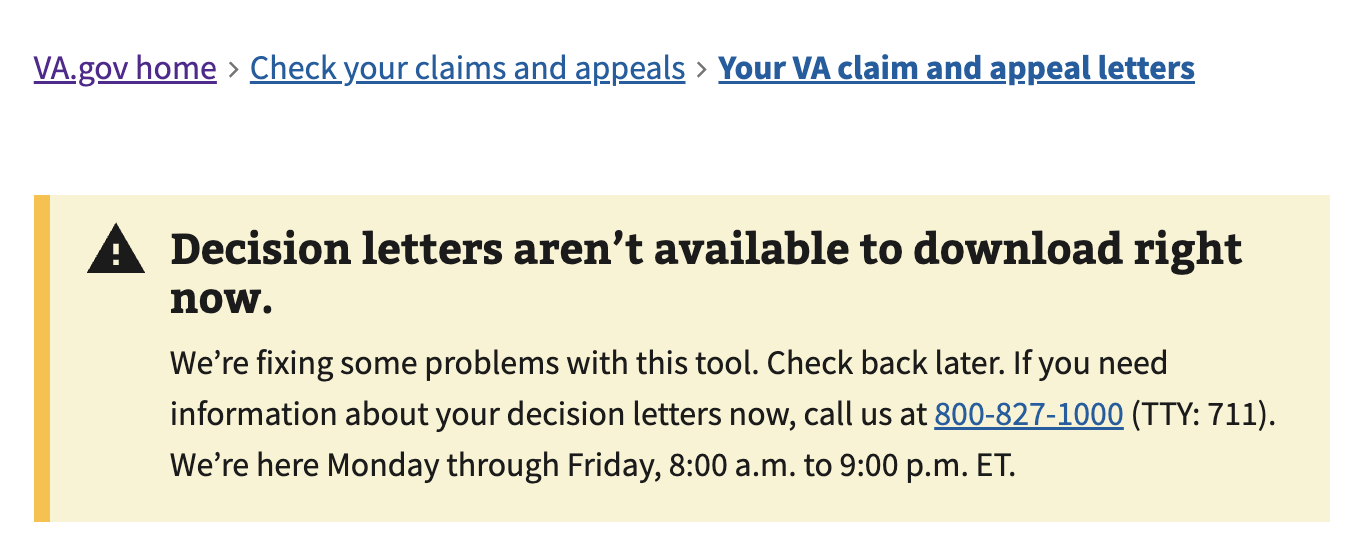 VA.gov home › Check your claims and appeals › Your VA claim and appeal letters
Decision letters aren’t available to download right
now.
We’re fixing some problems with this tool. Check back later. If you need
information about your decision letters now, call us at 800-827-1000 (TTY: 711).
We’re here Monday through Friday, 8:00 a.m. to 9:00 p.m. ET.